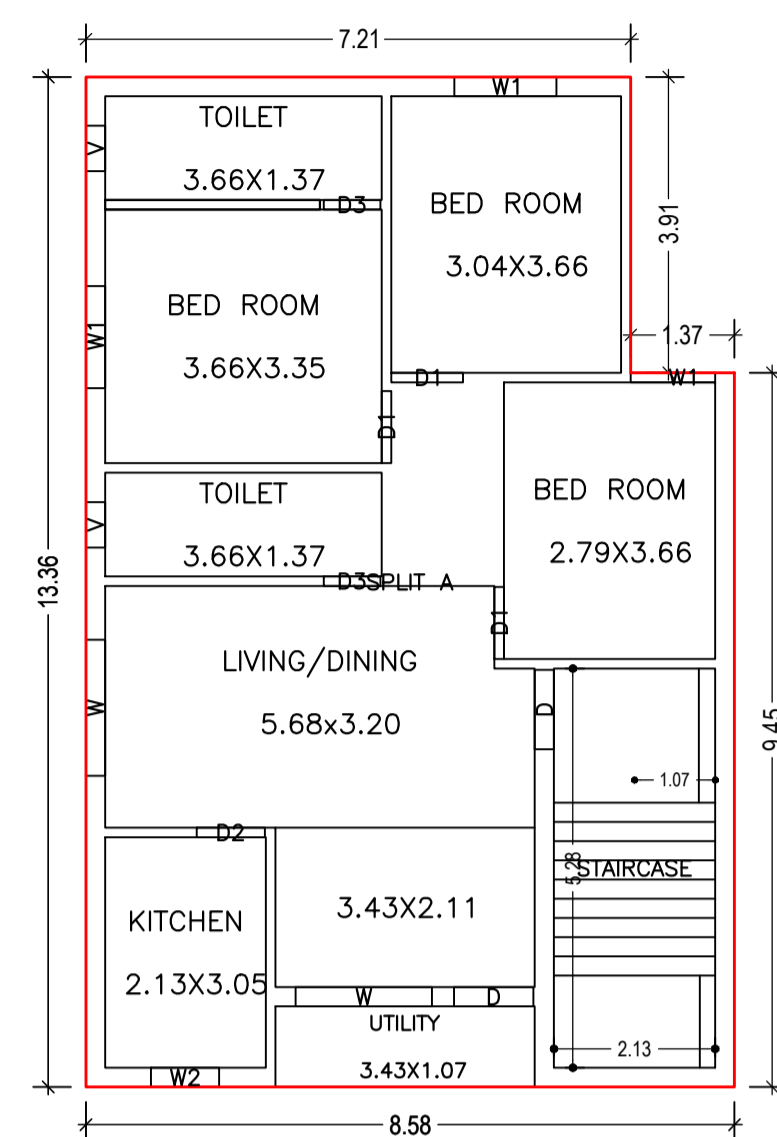 7.21
W1
TOILET
3.66X1.37
V
D3
BED ROOM
3.04X3.66
3.91
BED ROOM
3.66X3.35
W1
1.37
D1
W1
D1
TOILET
3.66X1.37
V
BED ROOM
2.79X3.66
13.36
D3
SPLIT A
D1
LIVING/DINING
5.68x3.20
W
D
9.45
1.07
D2
5.28
STAIRCASE
3.43X2.11
KITCHEN
2.13X3.05
W
D
UTILITY
3.43X1.07
2.13
W2
8.58